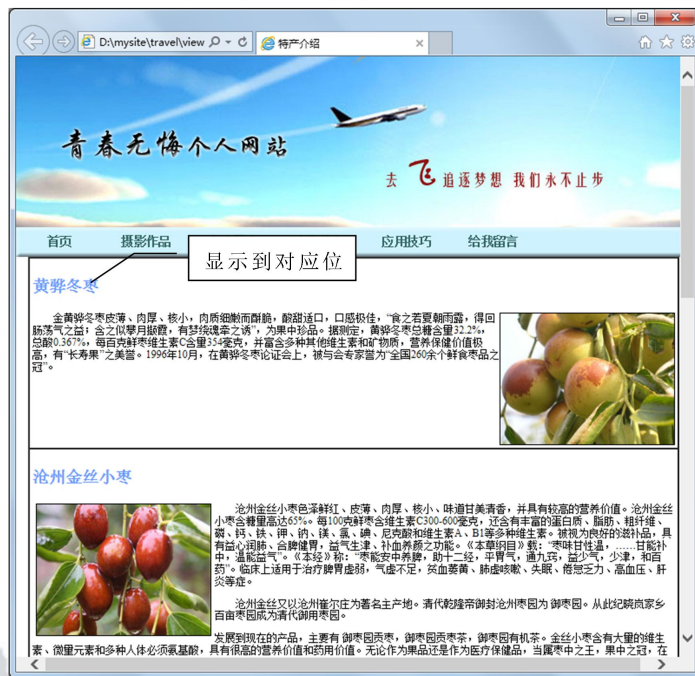 D:\mysite\travel\view
特产介绍
青春无悔个人网站
去 飞 追逐梦想 我们永不止步
首页 摄影作品 应用技巧 给我留言
显示到对应位
黄骅冬枣
金黄骅冬枣皮薄、肉厚、核小，肉质细嫩而酥脆，酸甜适口，口感极佳，“食之若夏朝雨露，得回
肠荡气之益；含之似攀月撷霞，有梦绕魂牵之诱”，为果中珍品。据测定，黄骅冬枣总糖含量32.2%，
总酸0.367%，每百克鲜枣维生素C含量354毫克，并富含多种其他维生素和矿物质，营养保健价值极
高，有“长寿果”之美誉。1996年10月，在黄骅冬枣论证会上，被与会专家誉为“全国260余个鲜食枣品之
冠”。
沧州金丝小枣
沧州金丝小枣色泽鲜红、皮薄、肉厚、核小、味道甘美清香，并具有较高的营养价值。沧州金丝
小枣含糖量高达65%。每100克鲜枣含维生素C300-600毫克，还含有丰富的蛋白质、脂肪、粗纤维、
磷、钙、铁、钾、钠、镁、氯、碘、尼克酸和维生素A、B1等多种维生素。被视为良好的滋补品，具
有益心润肺、合脾健胃，益气生津、补血养颜之功能。《本草纲目》载：“枣味甘性温，……甘能补
中，温能益气”。《本经》称：“枣能安中养脾，助十二经，平胃气，通九窍，益少气，少津，和百
药”。临床上适用于治疗脾胃虚弱，气虚不足，贫血萎黄、肺虚咳嗽、失眠、倦怠乏力、高血压、肝
炎等症。
沧州金丝又以沧州崔尔庄为著名主产地。清代乾隆帝御封沧州枣园为 御枣园。从此纪晓岚家乡
百亩枣园成为清代御用枣园。
发展到现在的产品，主要有 御枣园贡枣，御枣园贡枣茶，御枣园有机茶。金丝小枣含有大量的维生
素、微量元素和多种人体必须氨基酸，具有很高的营养价值和药用价值。无论作为果品还是作为医疗保健品，当属枣中之王，果中之冠，在